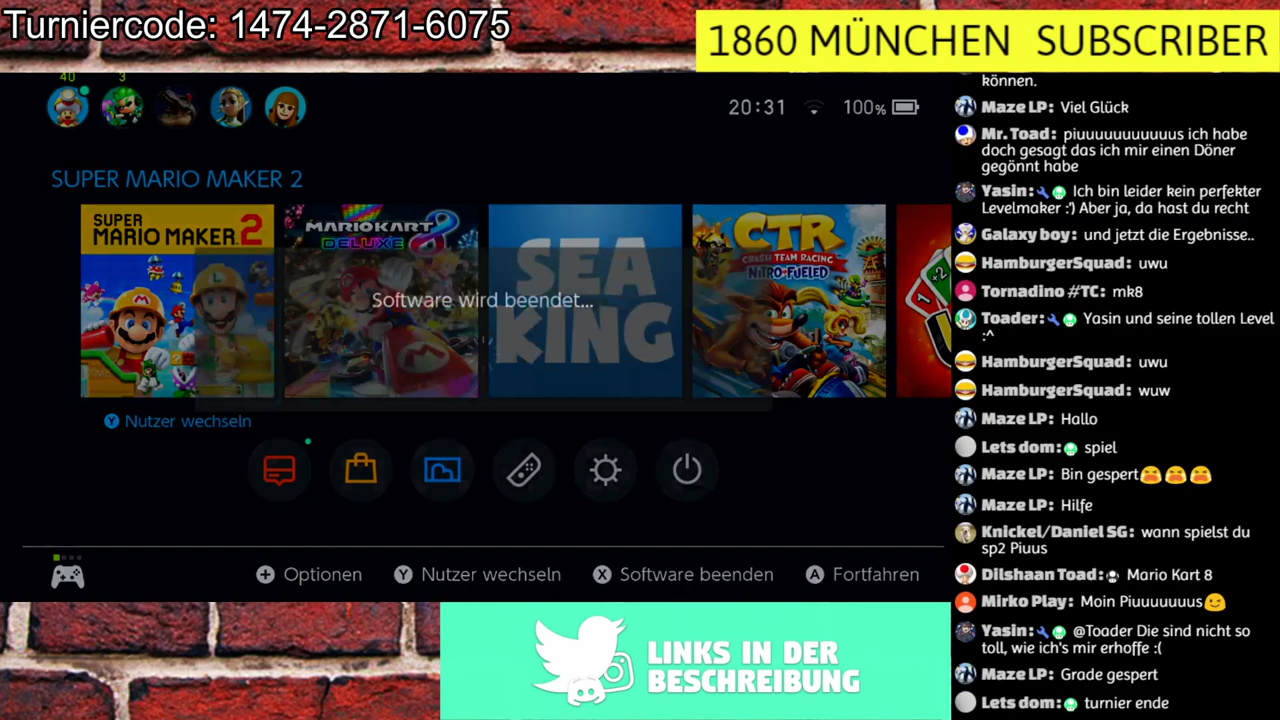 Turniercode: 1474-2871-6075
1860 MÜNCHEN SUBSCRIBER
40
3
20:31
100%
SUPER MARIO MAKER 2
SUPER
MARIO MAKER 2
MARIOKART 8
DELUXE
SEA
KING
CTR
CRASH TEAM RACING
NITRO-FUELED
Software wird beendet...
Y Nutzer wechseln
+ Optionen
Y Nutzer wechseln
X Software beenden
A Fortfahren
LINKS IN DER
BESCHREIBUNG
können.
Maze LP: Viel Glück
Mr. Toad: piuuuuuuuuuuus ich habe
doch gesagt das ich mir einen Döner
gegönnt habe
Yasin: Ich bin leider kein perfekter
Levelmaker :') Aber ja, da hast du recht
Galaxy boy: und jetzt die Ergebnisse..
HamburgerSquad: uwu
Tornadino #TC: mk8
Toader: Yasin und seine tollen Level
:^
HamburgerSquad: uwu
HamburgerSquad: wuw
Maze LP: Hallo
Lets dom: spiel
Maze LP: Bin gespert😫😫😫
Maze LP: Hilfe
Knickel/Daniel SG: wann spielst du
sp2 Piuus
Dilshaan Toad: Mario Kart 8
Mirko Play: Moin Piuuuuuuus😉
Yasin: @Toader Die sind nicht so
toll, wie ich's mir erhoffe :(
Maze LP: Grade gespert
Lets dom: turnier ende